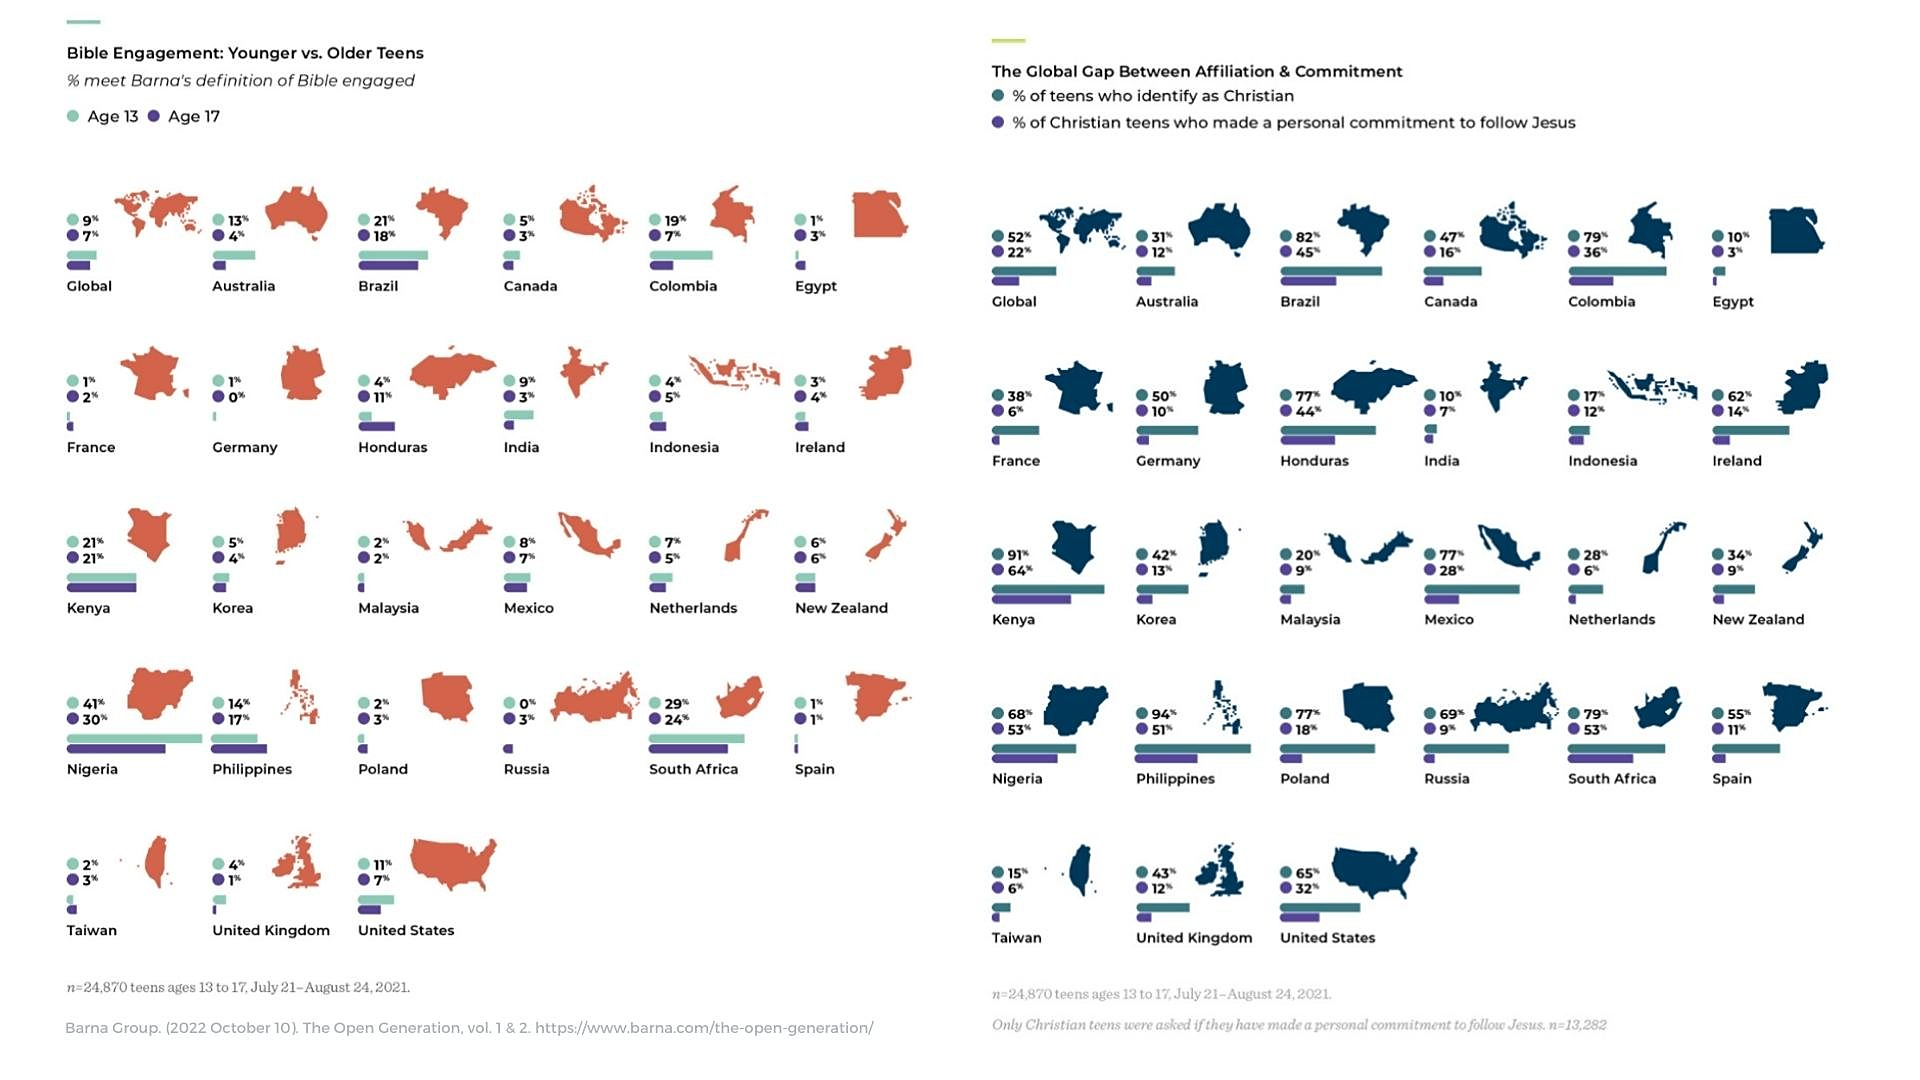 Bible Engagement: Younger vs. Older Teens
% meet Barna's definition of Bible engaged
Age 13 Age 17
9%
7%
Global
13%
4%
Australia
21%
18%
Brazil
5%
3%
Canada
19%
7%
Colombia
1%
3%
Egypt
1%
2%
France
1%
0%
Germany
4%
11%
Honduras
9%
3%
India
4%
5%
Indonesia
3%
4%
Ireland
21%
21%
Kenya
5%
4%
Korea
2%
2%
Malaysia
8%
7%
Mexico
7%
5%
Netherlands
6%
6%
New Zealand
41%
30%
Nigeria
14%
17%
Philippines
2%
3%
Poland
0%
3%
Russia
29%
24%
South Africa
1%
1%
Spain
2%
3%
Taiwan
4%
1%
United Kingdom
11%
7%
United States
n=24,870 teens ages 13 to 17, July 21–August 24, 2021.
Barna Group. (2022 October 10). The Open Generation, vol. 1 & 2. https://www.barna.com/the-open-generation/
The Global Gap Between Affiliation & Commitment
% of teens who identify as Christian
% of Christian teens who made a personal commitment to follow Jesus
52%
22%
Global
31%
12%
Australia
82%
45%
Brazil
47%
16%
Canada
79%
36%
Colombia
10%
3%
Egypt
38%
6%
France
50%
10%
Germany
77%
44%
Honduras
10%
7%
India
17%
12%
Indonesia
62%
14%
Ireland
91%
64%
Kenya
42%
13%
Korea
20%
9%
Malaysia
77%
28%
Mexico
28%
6%
Netherlands
34%
9%
New Zealand
68%
53%
Nigeria
94%
51%
Philippines
77%
18%
Poland
69%
9%
Russia
79%
53%
South Africa
55%
11%
Spain
15%
6%
Taiwan
43%
12%
United Kingdom
65%
32%
United States
n=24,870 teens ages 13 to 17, July 21–August 24, 2021.
Only Christian teens were asked if they have made a personal commitment to follow Jesus. n=13,282